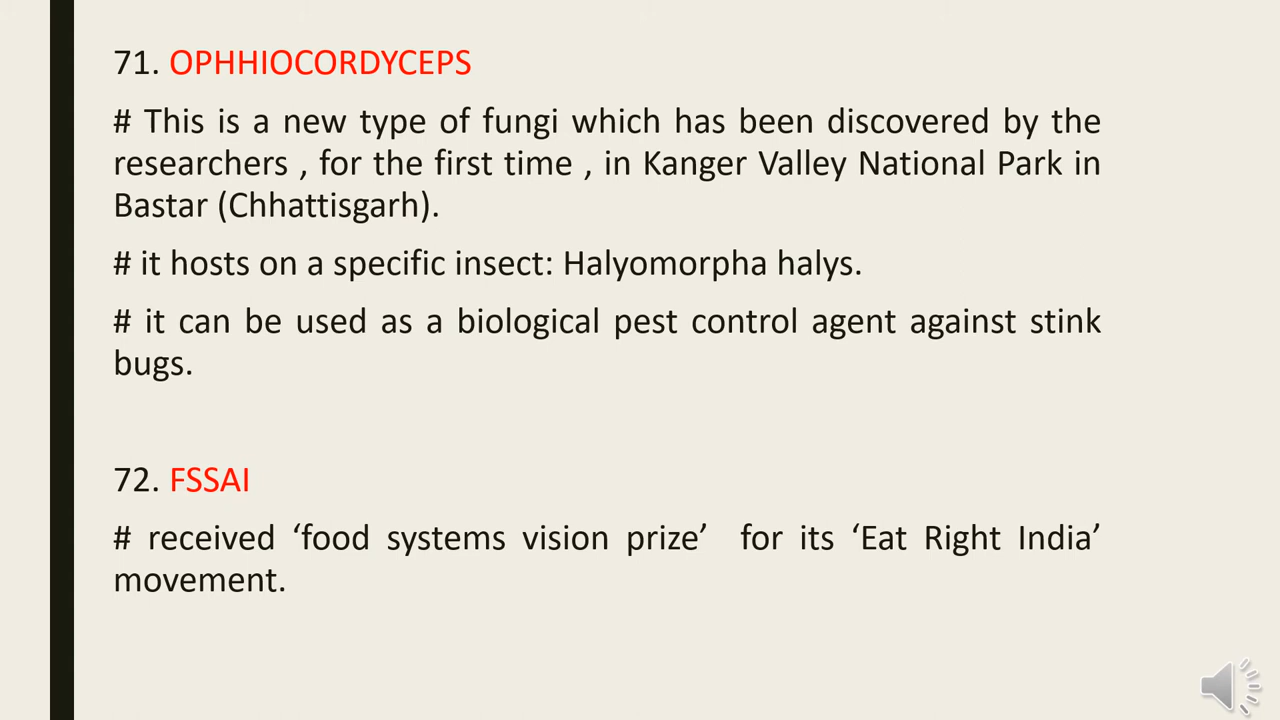 71. OPHHIOCORDYCEPS
# This is a new type of fungi which has been discovered by the
researchers , for the first time , in Kanger Valley National Park in
Bastar (Chhattisgarh).
# it hosts on a specific insect: Halyomorpha halys.
# it can be used as a biological pest control agent against stink
bugs.
72. FSSAI
# received ‘food systems vision prize’ for its ‘Eat Right India’
movement.